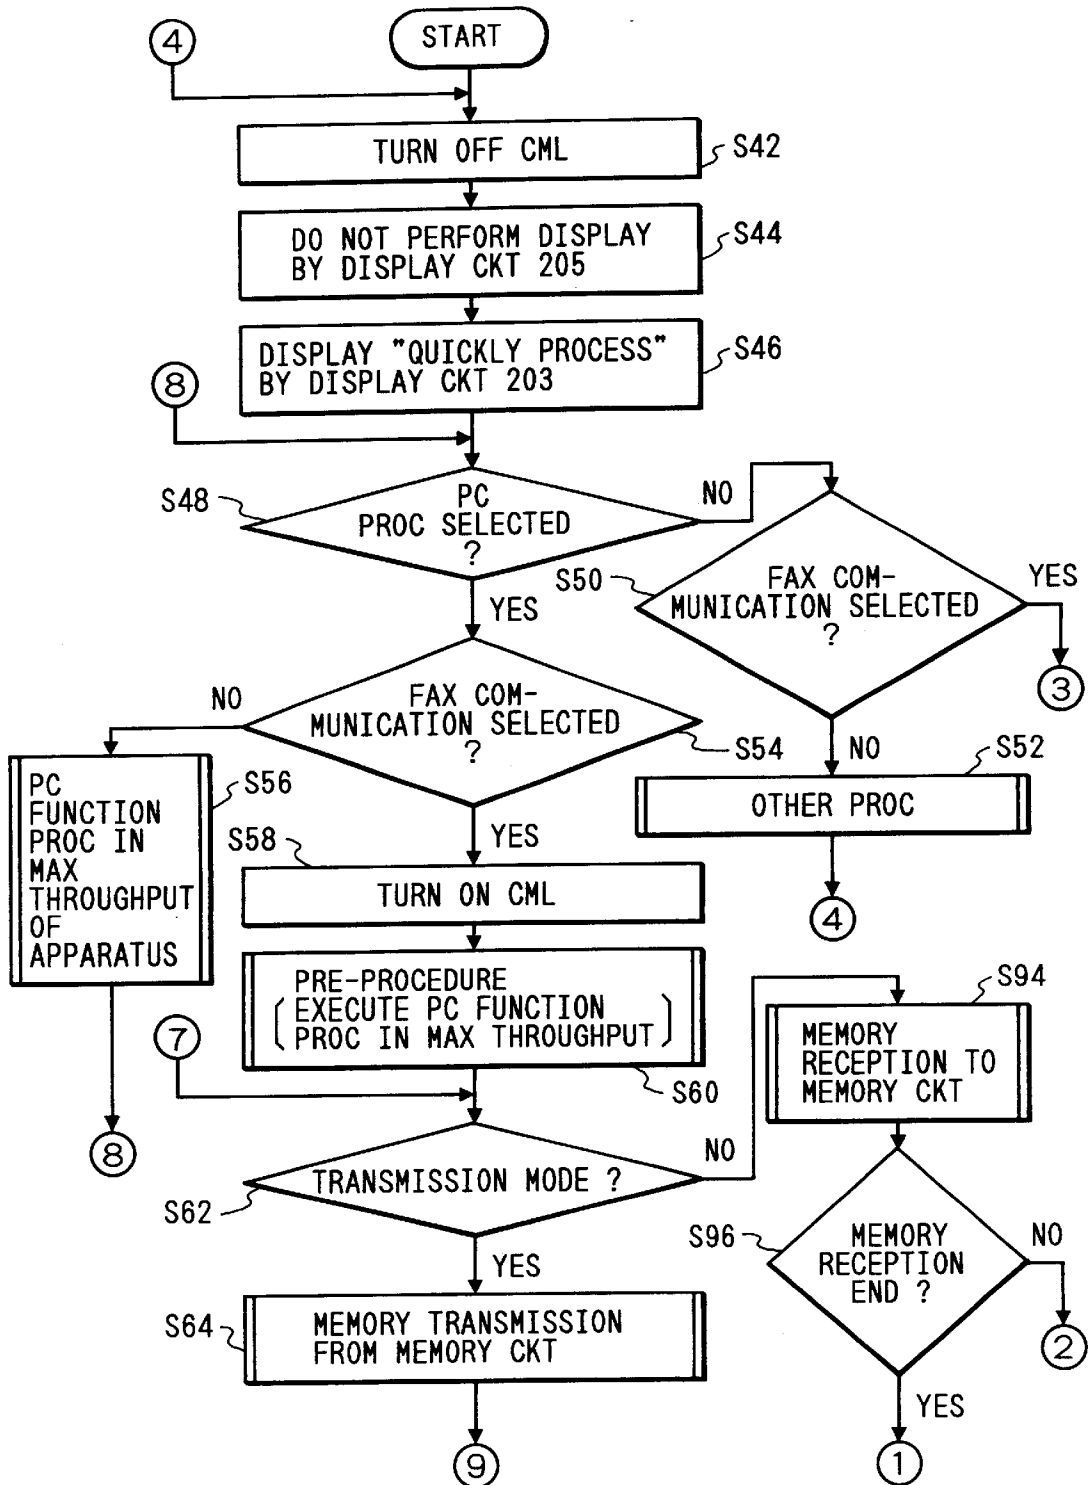 4
START
TURN OFF CML
S42
DO NOT PERFORM DISPLAY
BY DISPLAY CKT 205
S44
DISPLAY "QUICKLY PROCESS"
BY DISPLAY CKT 203
S46
8
S48
PC
PROC SELECTED
?
NO
YES
S50
FAX COM-
MUNICATION SELECTED
?
YES
3
NO
FAX COM-
MUNICATION SELECTED
?
S54
NO
S52
OTHER PROC
4
PC
FUNCTION
PROC IN
MAX
THROUGHPUT
OF
APPARATUS
S56
8
YES
S58
TURN ON CML
PRE-PROCEDURE
(EXECUTE PC FUNCTION
PROC IN MAX THROUGHPUT)
S60
7
S94
MEMORY
RECEPTION TO
MEMORY CKT
TRANSMISSION MODE ?
NO
S62
YES
S96
MEMORY
RECEPTION
END ?
NO
2
S64
MEMORY TRANSMISSION
FROM MEMORY CKT
YES
9
1